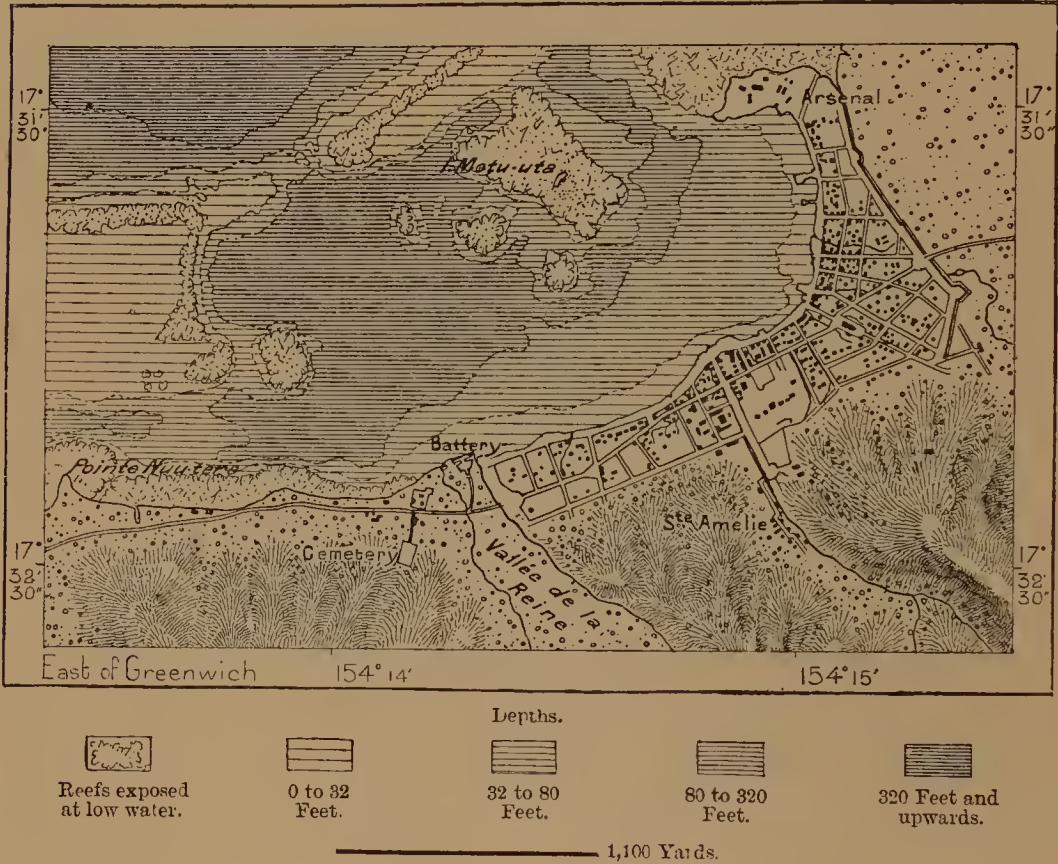 17° 31' 30"
Arsenal
17° 31' 30"
I. Motu-uta
Battery
Pointe Nuutere
Ste Amelie
17° 32' 30"
Cemetery
Vallée de la
Reine
17° 32' 30"
East of Greenwich
154° 14'
154° 15'
Depths.
Reefs exposed
at low water.
0 to 32
Feet.
32 to 80
Feet.
80 to 320
Feet.
320 Feet and
upwards.
1,100 Yards.